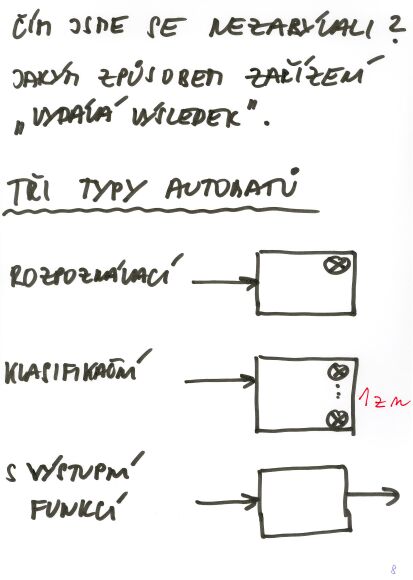 ČÍM JSME SE NEZABÝVALI?
JAKÝM ZPŮSOBEM ZAŘÍZENÍ
„VYDÁVÁ VÝSLEDEK".
TŘI TYPY AUTOMATŮ
ROZPOZNÁVACÍ
KLASIFIKAČNÍ
1 z n
S VÝSTUPNÍ
FUNKCÍ
8